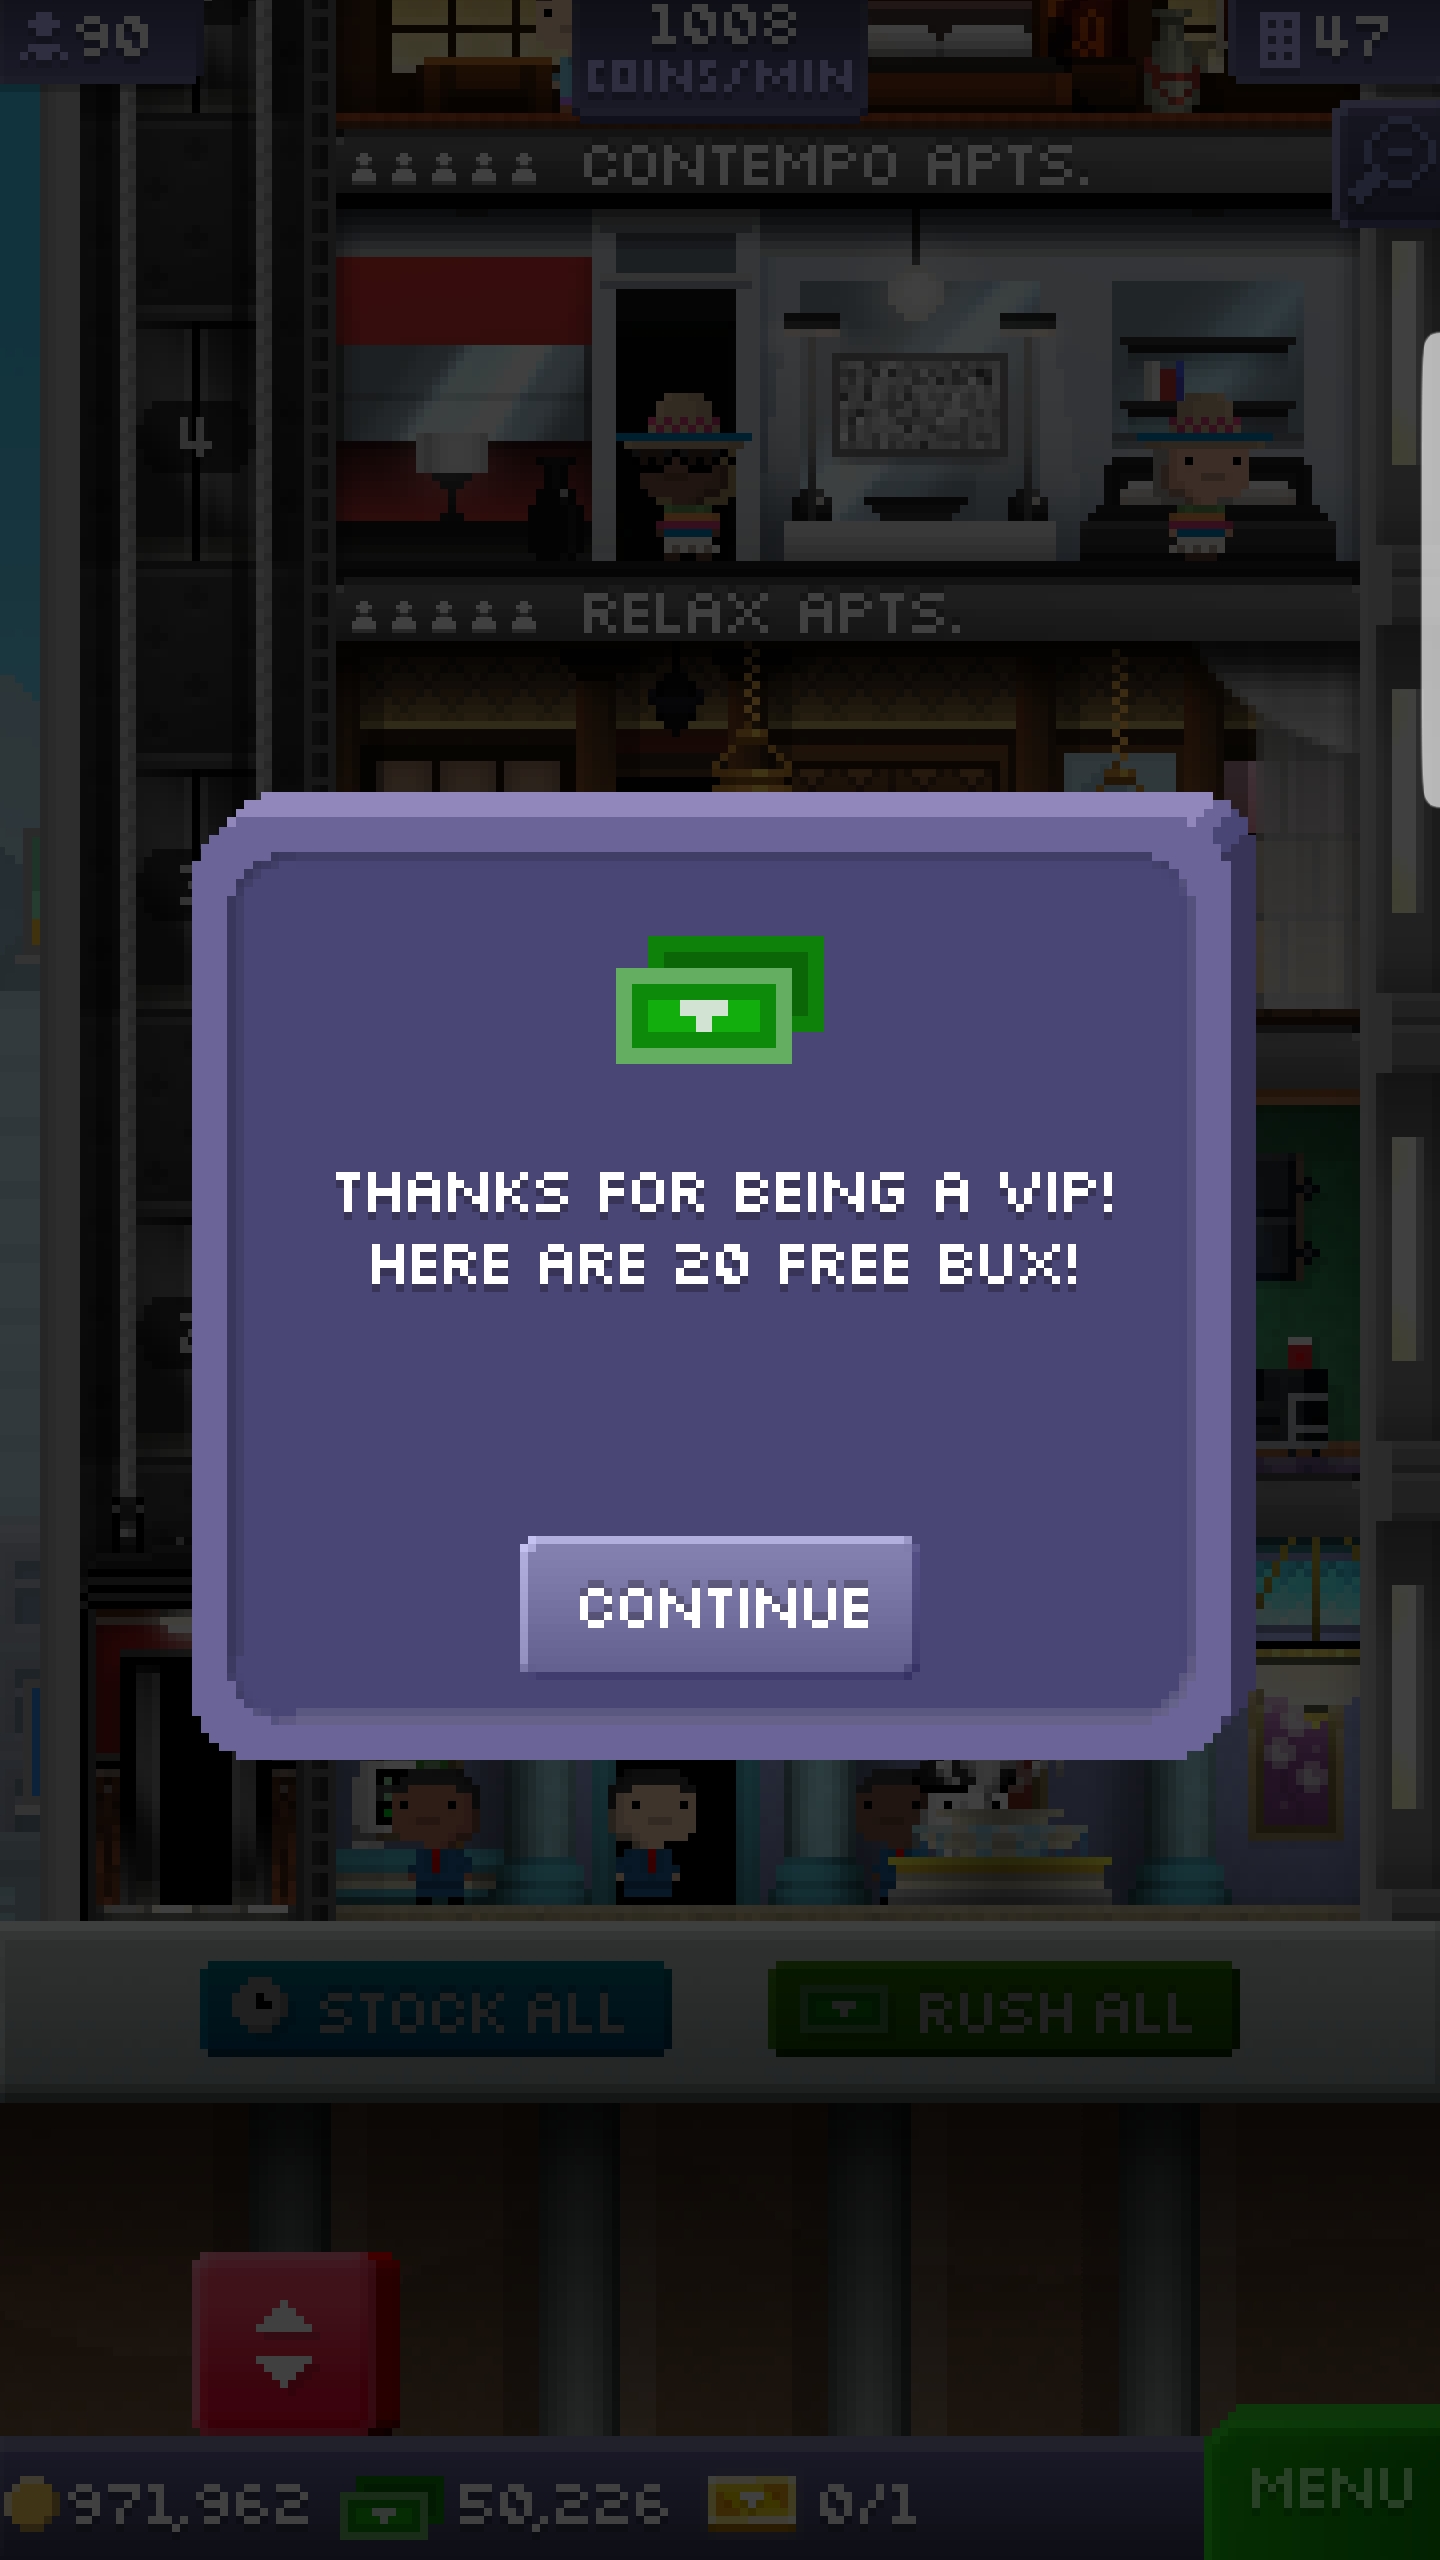 90
1008
COINS/MIN
47
CONTEMPO APTS.
4
RELAX APTS.
THANKS FOR BEING A VIP!
HERE ARE 20 FREE BUX!
CONTINUE
STOCK ALL
RUSH ALL
971,962
50,226
0/1
MENU